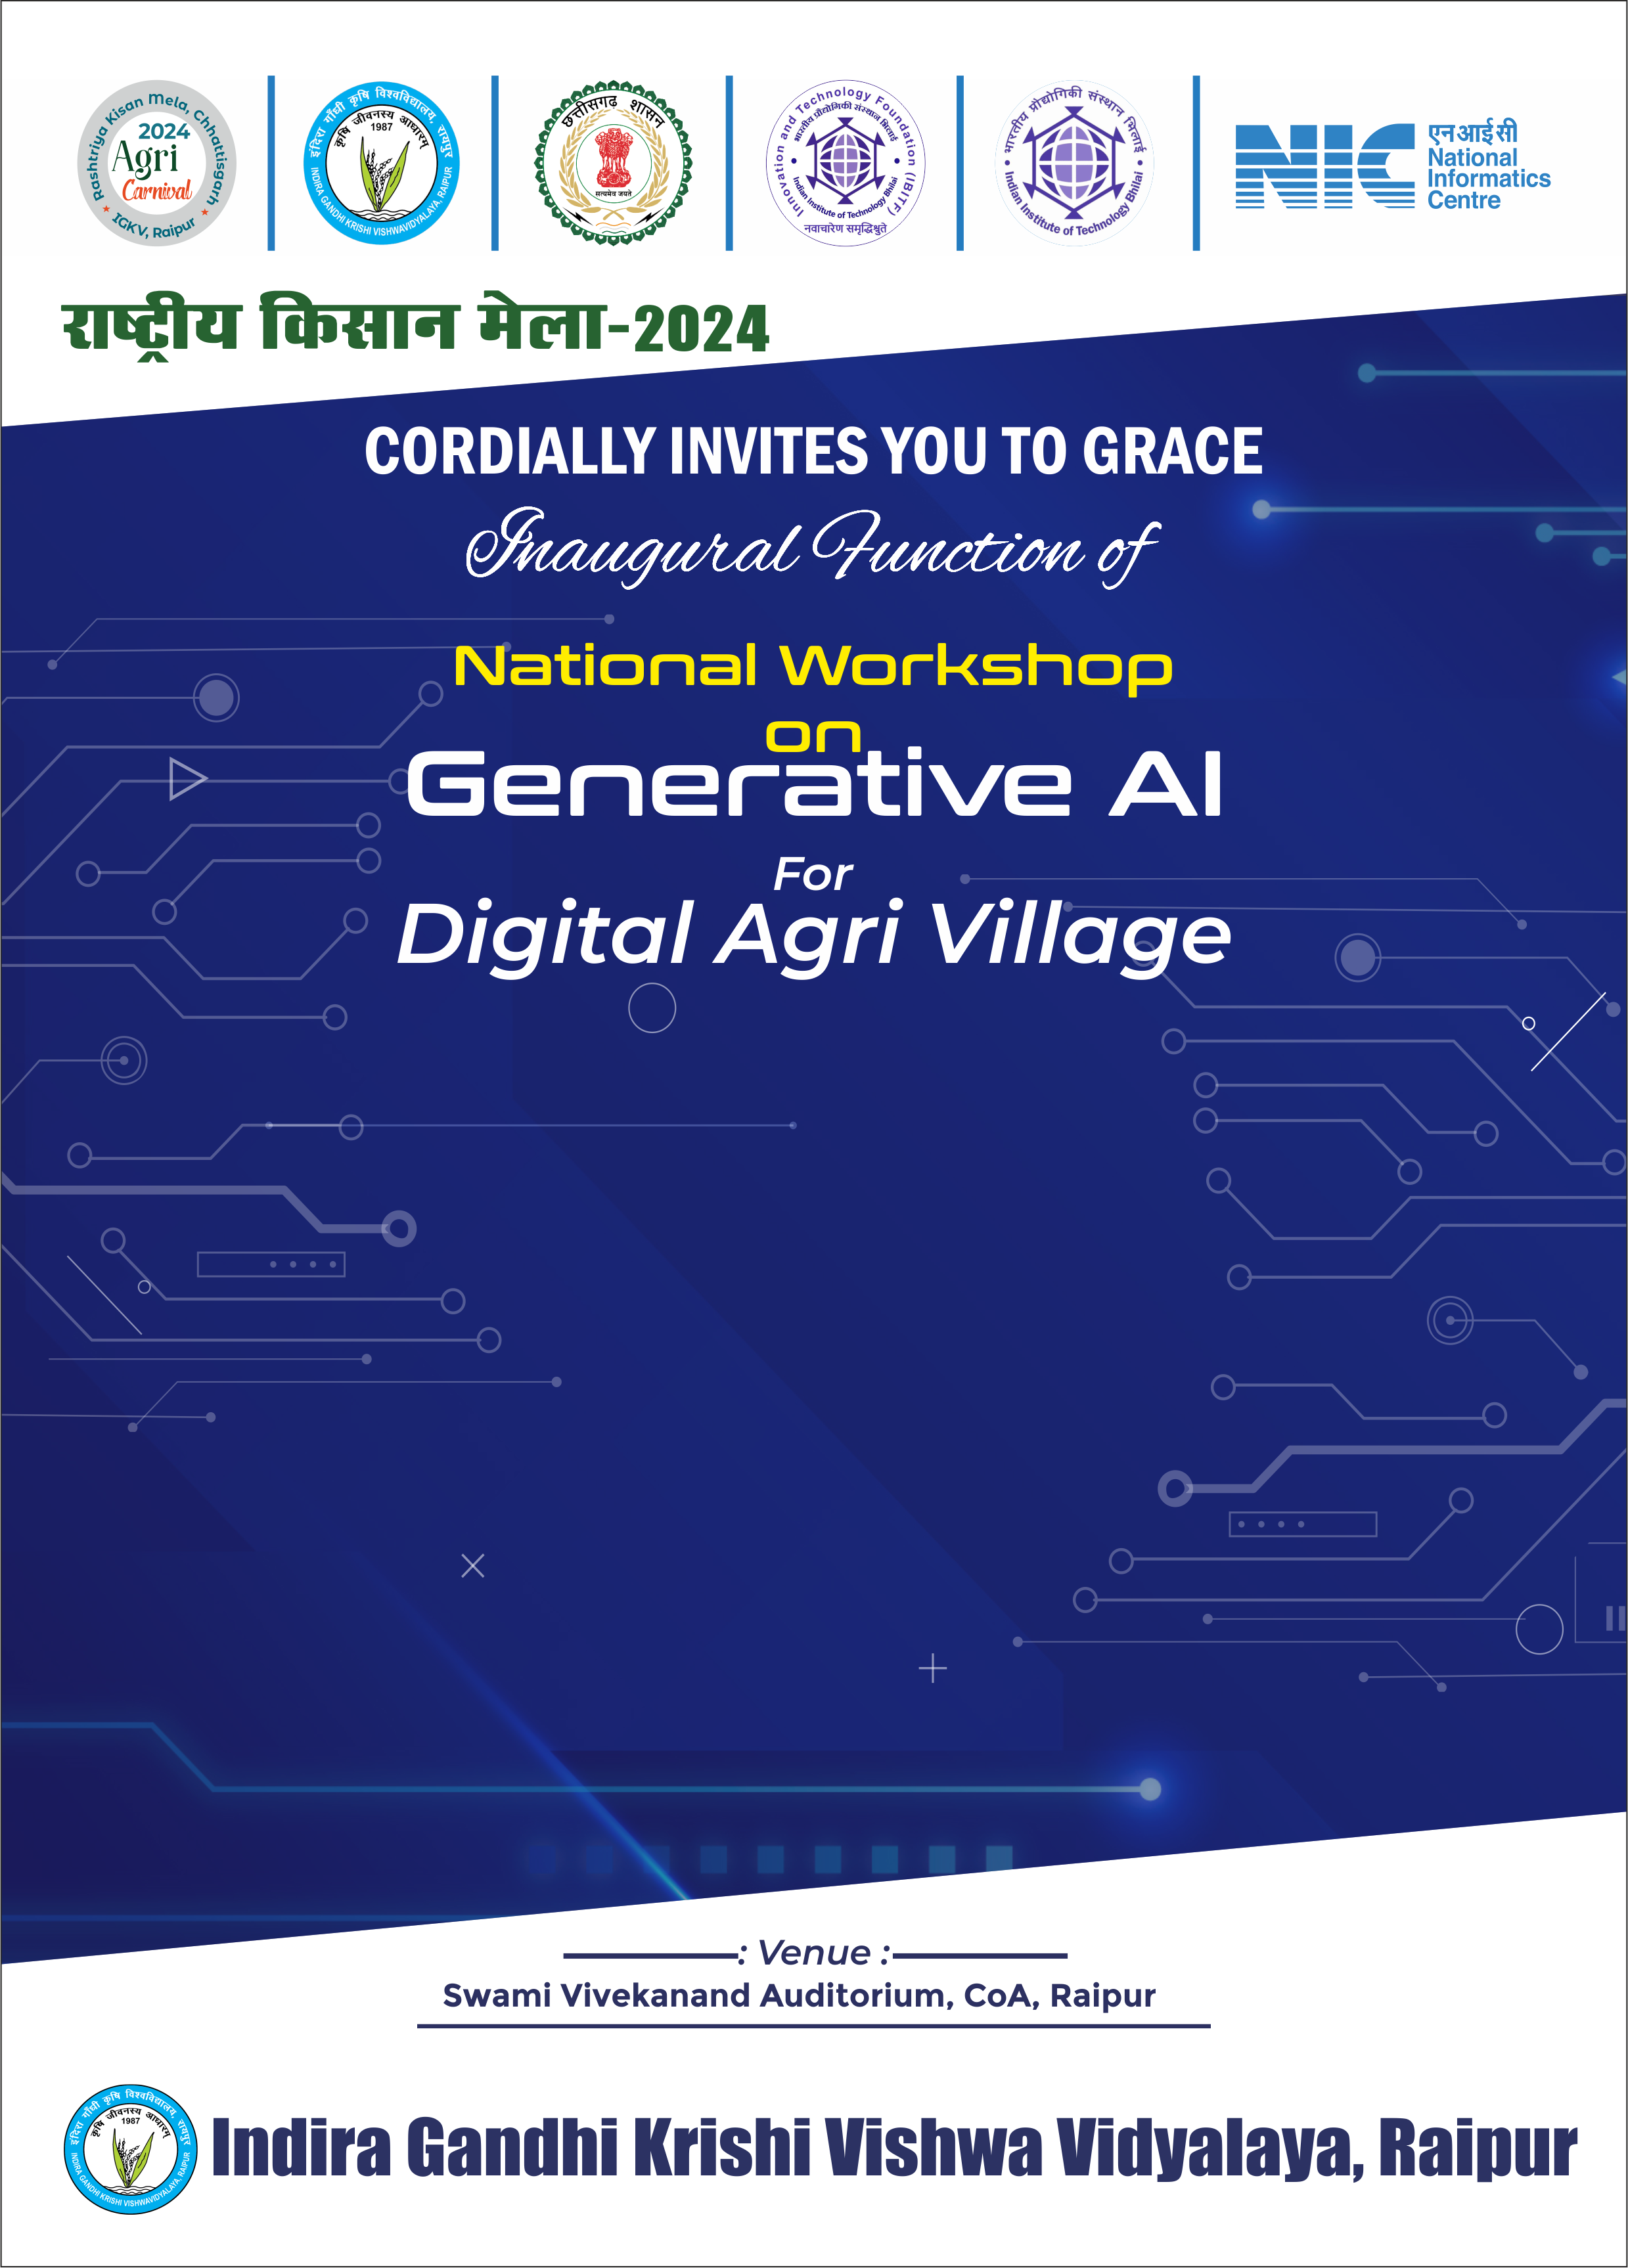 Rashtriya Kisan Mela, Chhattisgarh
2024
Agri
Carnival
IGKV, Raipur
इंदिरा गाँधी कृषि विश्वविद्यालय, रायपुर
कृषि जीवनस्य आधारम्
1987
INDIRA GANDHI KRISHI VISHWAVIDYALAYA, RAIPUR
छत्तीसगढ़ शासन
सत्यमेव जयते
Innovation and Technology Foundation (IBITF)
भारतीय प्रौद्योगिकी संस्थान भिलाई
Indian Institute of Technology Bhilai
नवाचारेण समृद्धिश्रुते
भारतीय प्रौद्योगिकी संस्थान भिलाई
Indian Institute of Technology Bhilai
NIC
एन आई सी
National
Informatics
Centre
राष्ट्रीय किसान मेला-2024
CORDIALLY INVITES YOU TO GRACE
Inaugural Function of
National Workshop
on
Generative AI
For
Digital Agri Village
: Venue :
Swami Vivekanand Auditorium, CoA, Raipur
इंदिरा गाँधी कृषि विश्वविद्यालय, रायपुर
कृषि जीवनस्य आधारम्
1987
INDIRA GANDHI KRISHI VISHWAVIDYALAYA, RAIPUR
Indira Gandhi Krishi Vishwa Vidyalaya, Raipur